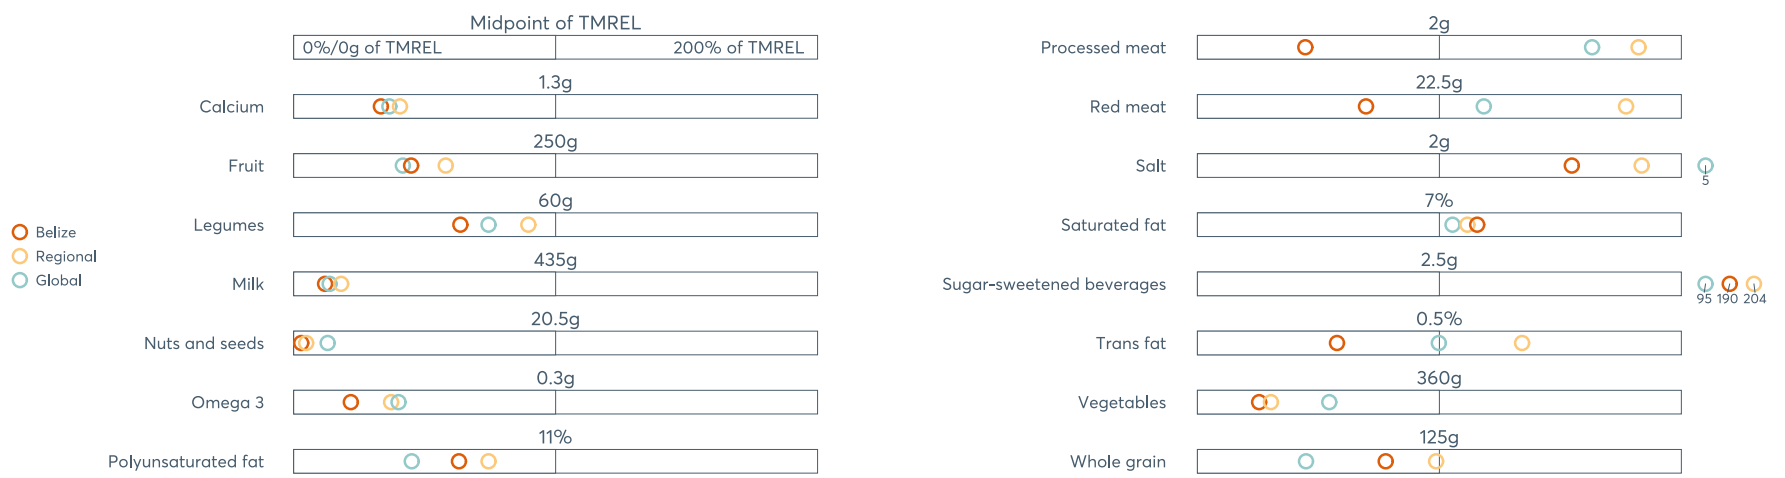 Midpoint of TMREL
0%/0g of TMREL 200% of TMREL
1.3g
Calcium
250g
Fruit
60g
Legumes
435g
Milk
20.5g
Nuts and seeds
0.3g
Omega 3
11%
Polyunsaturated fat
Belize
Regional
Global
2g
Processed meat
22.5g
Red meat
2g
Salt
5
7%
Saturated fat
2.5g
Sugar-sweetened beverages
95 190 204
0.5%
Trans fat
360g
Vegetables
125g
Whole grain